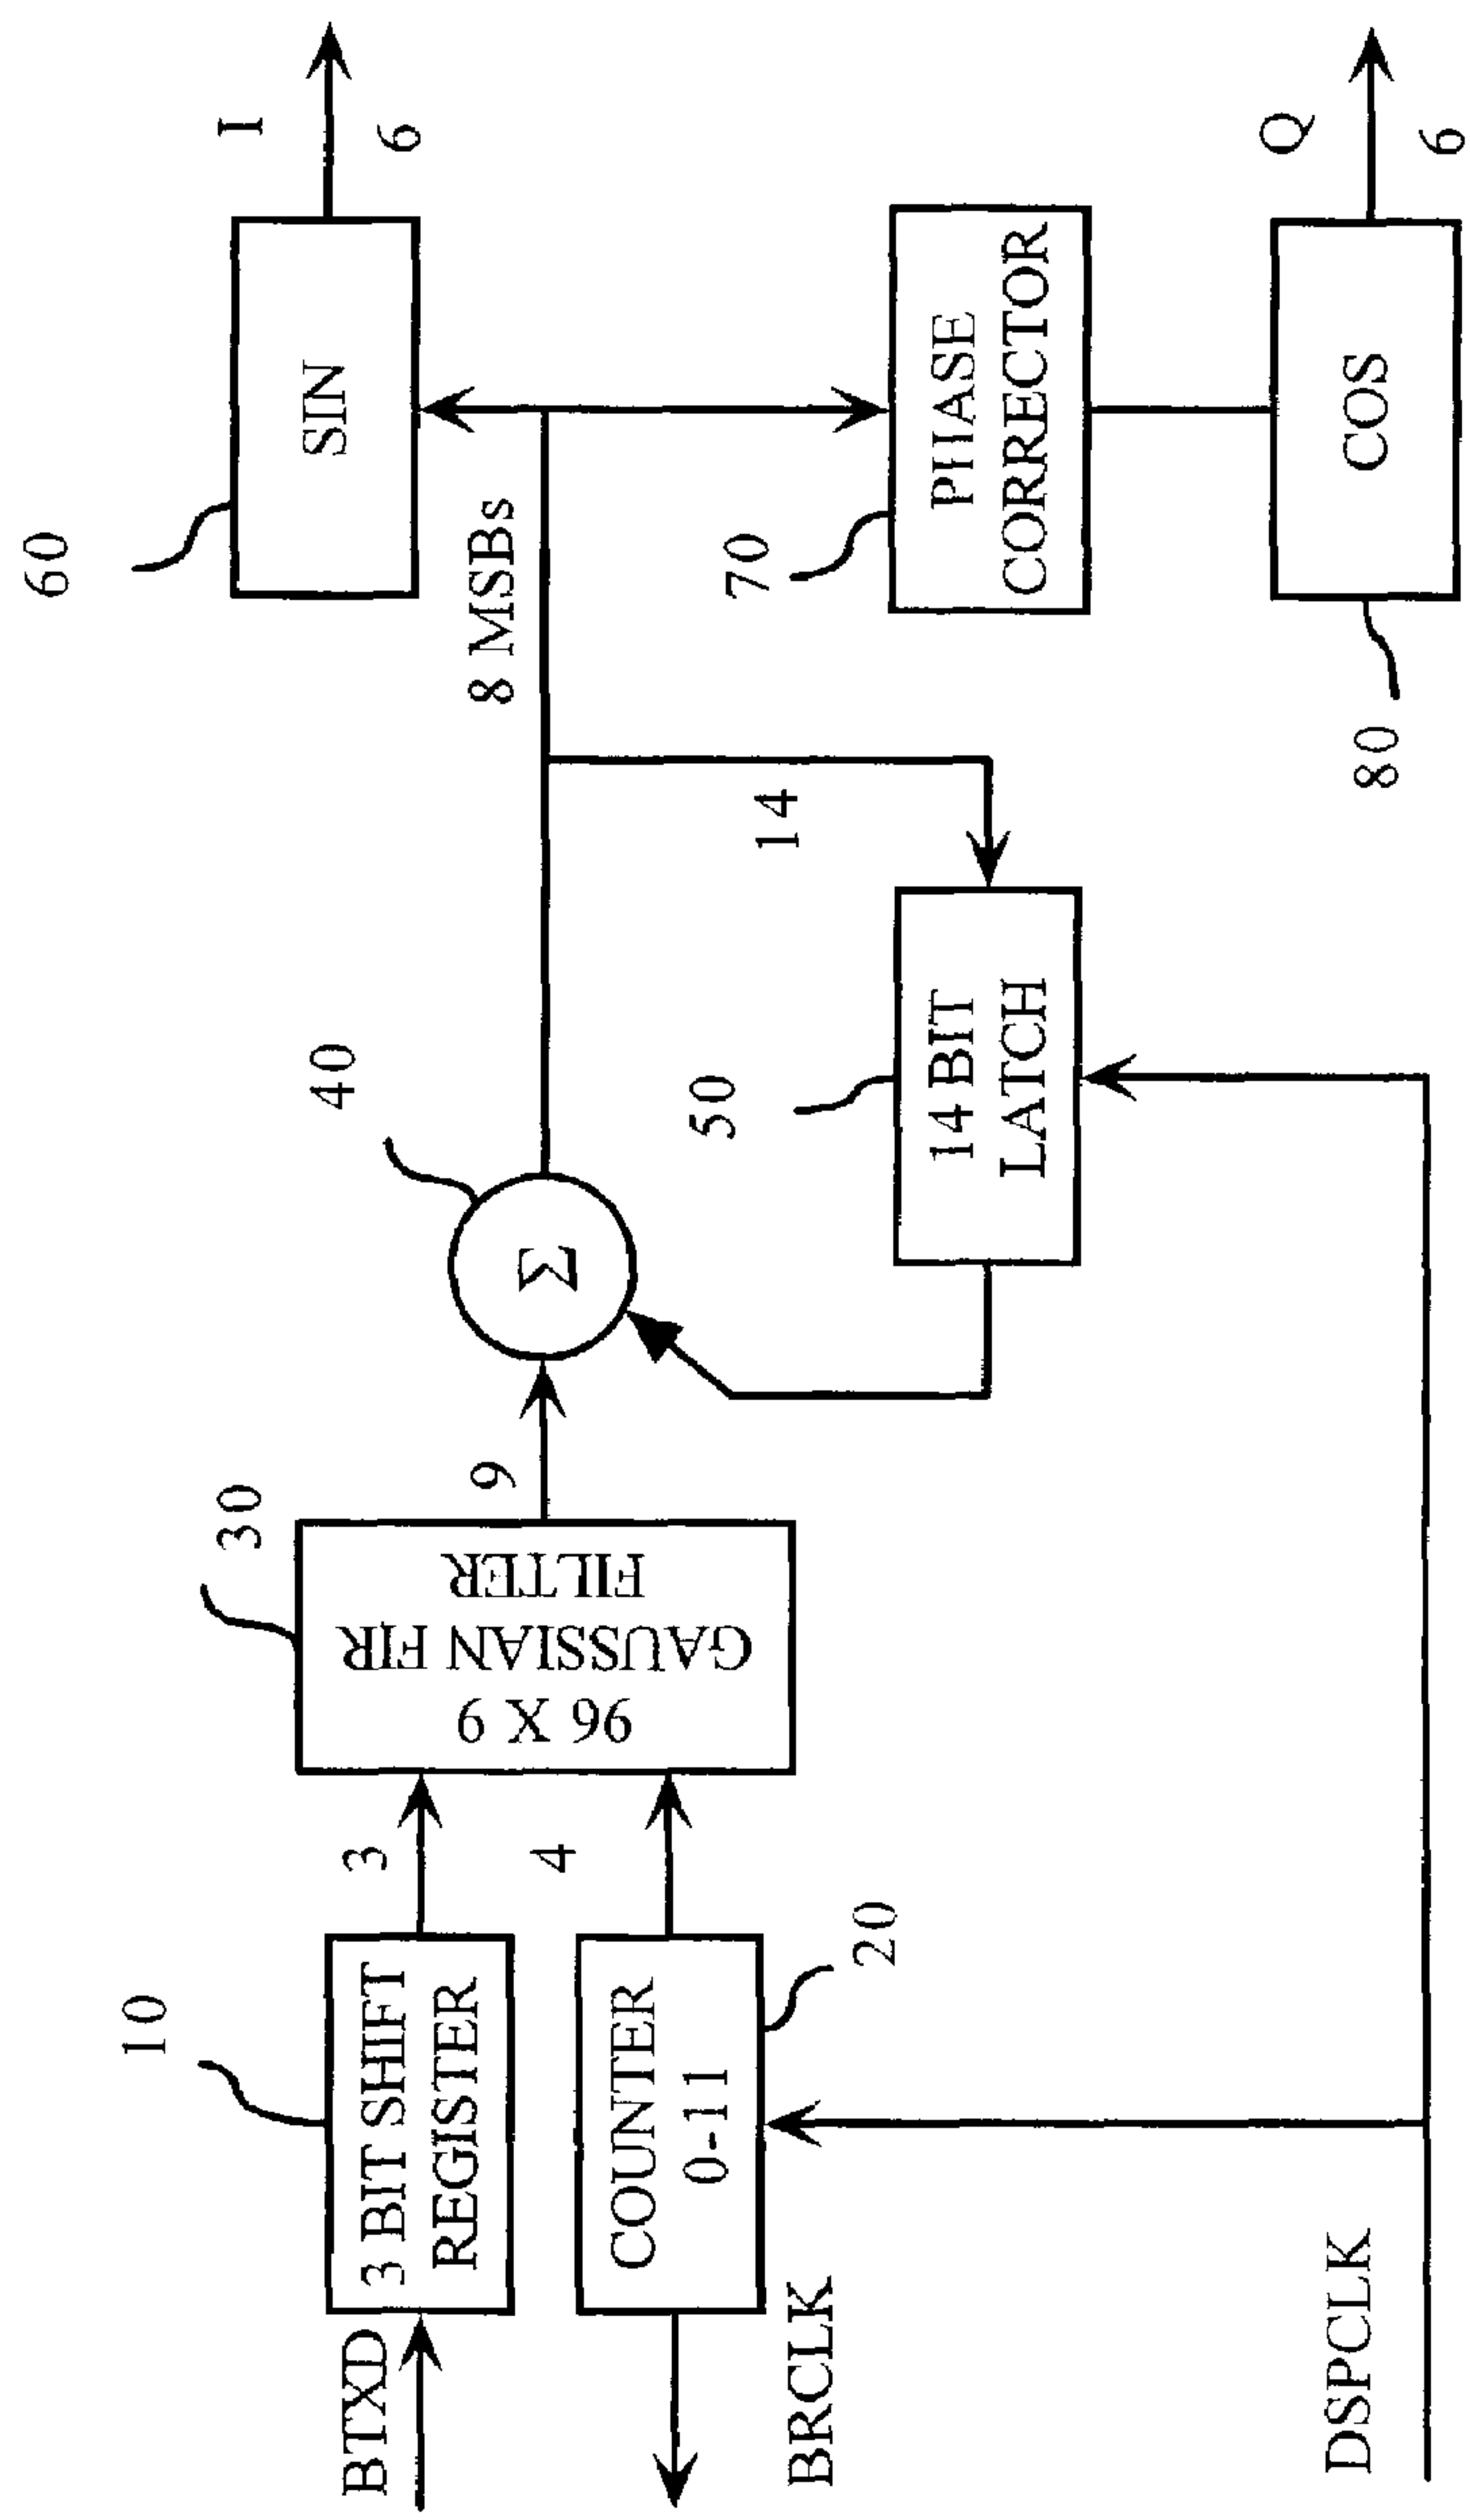 BTXD
3 BIT SHIFT
REGISTER
10
3
COUNTER
0-11
20
4
BRCLK
DSPCLK
96 X 9
GAUSSIAN FIR
FILTER
30
9
Σ
40
14 BIT
LATCH
50
14
8 MSBs
SIN
60
I
6
PHASE
CORRECTOR
70
COS
80
Q
6